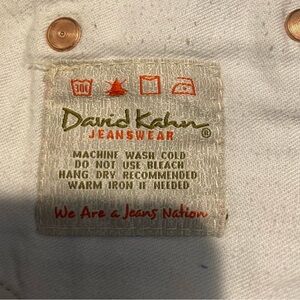 David Kahn®
JEANSWEAR
MACHINE WASH COLD
DO NOT USE BLEACH
HANG DRY RECOMMENDED
WARM IRON IF NEEDED
We Are a Jeans Nation